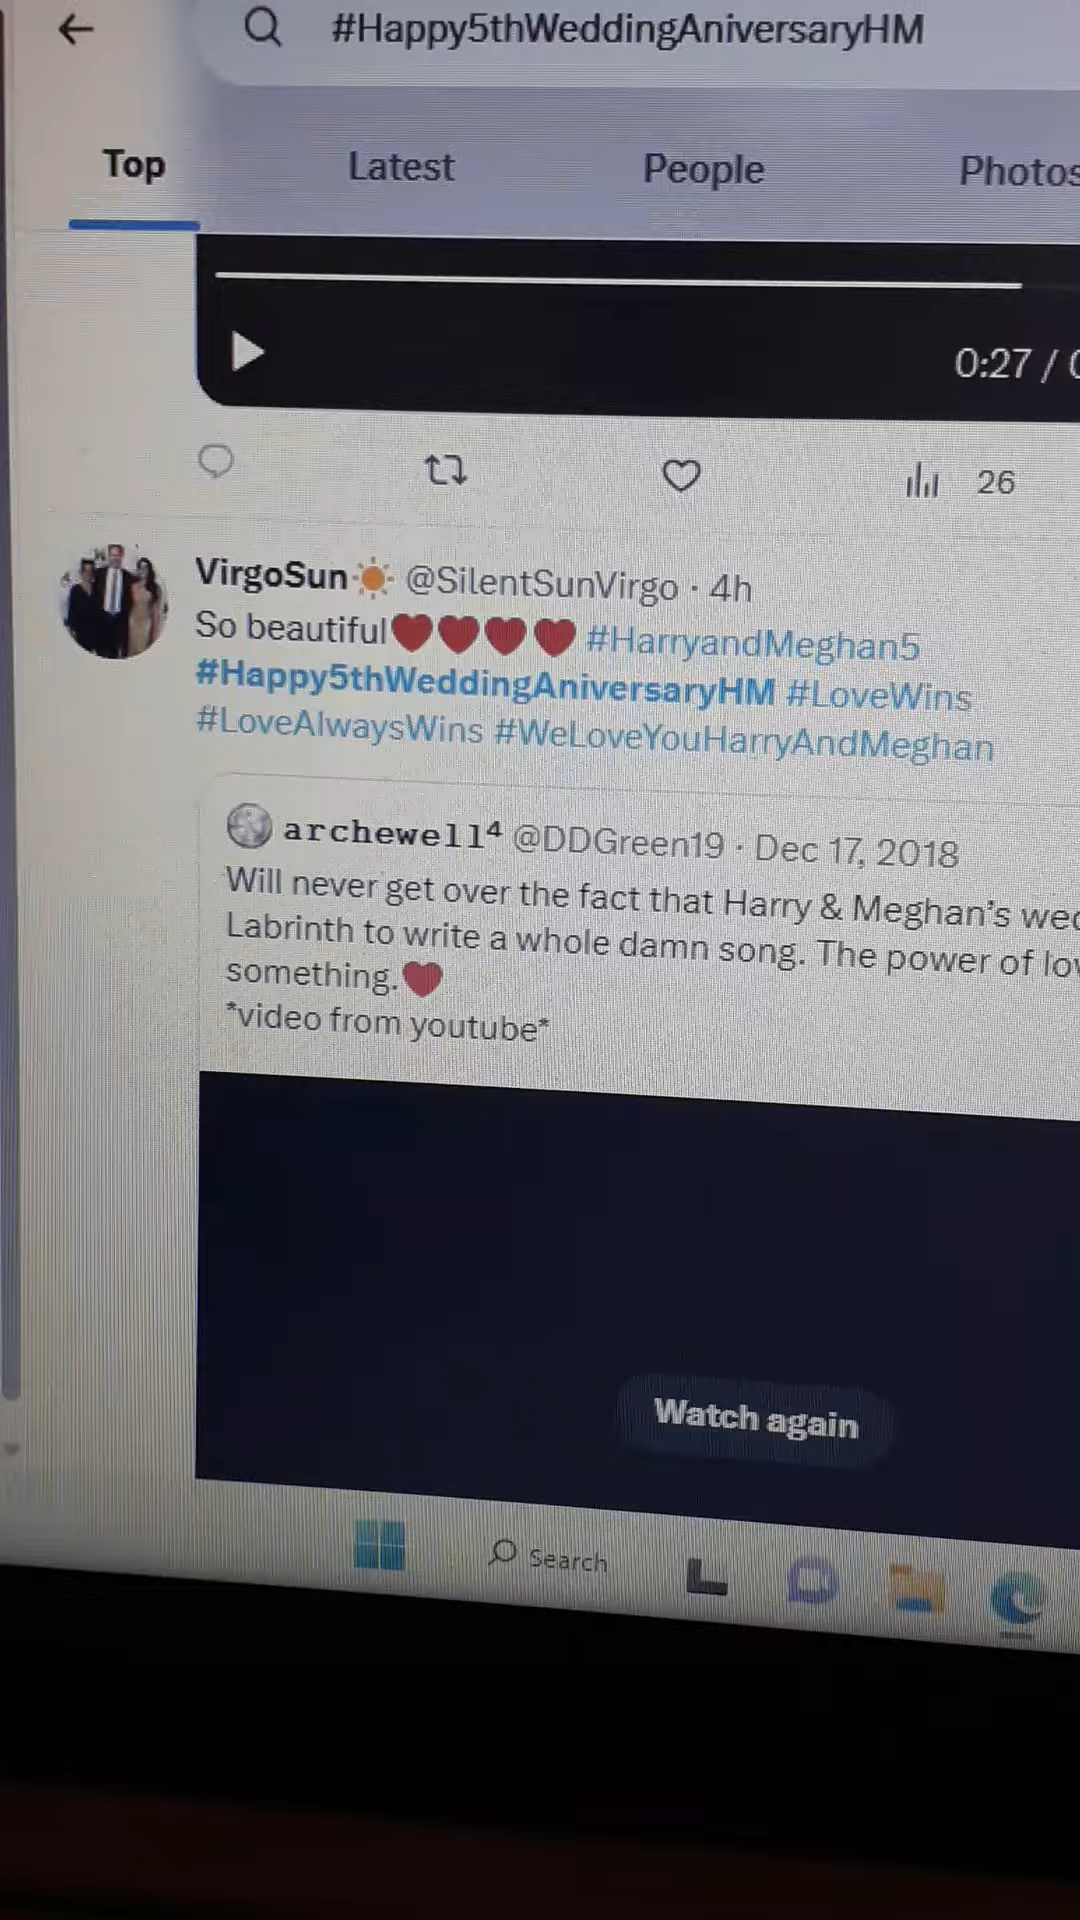 #Happy5thWeddingAniversaryHM
Top Latest People Photos
0:27 /
26
VirgoSun☀️ @SilentSunVirgo · 4h
So beautiful❤️❤️❤️❤️ #HarryandMeghan5
#Happy5thWeddingAniversaryHM #LoveWins
#LoveAlwaysWins #WeLoveYouHarryAndMeghan
archewell⁴ @DDGreen19 · Dec 17, 2018
Will never get over the fact that Harry & Meghan's
Labrinth to write a whole damn song. The power of
something.❤️
*video from youtube*
Watch again
Search